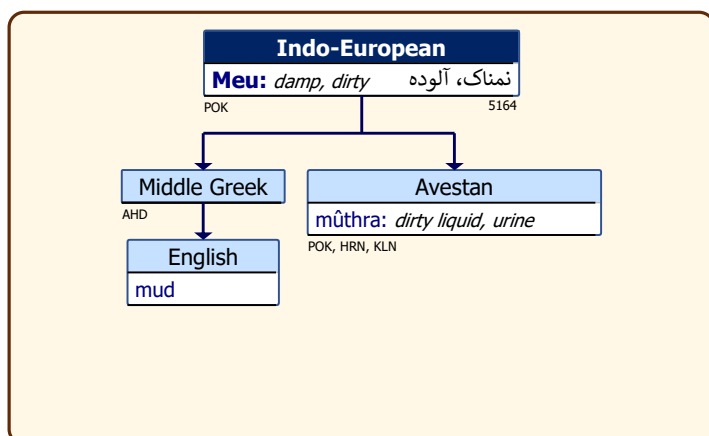 Indo-European
Meu: damp, dirty نمناک، آلوده
POK 5164
Middle Greek
AHD
Avestan
mûthra: dirty liquid, urine
POK, HRN, KLN
English
mud